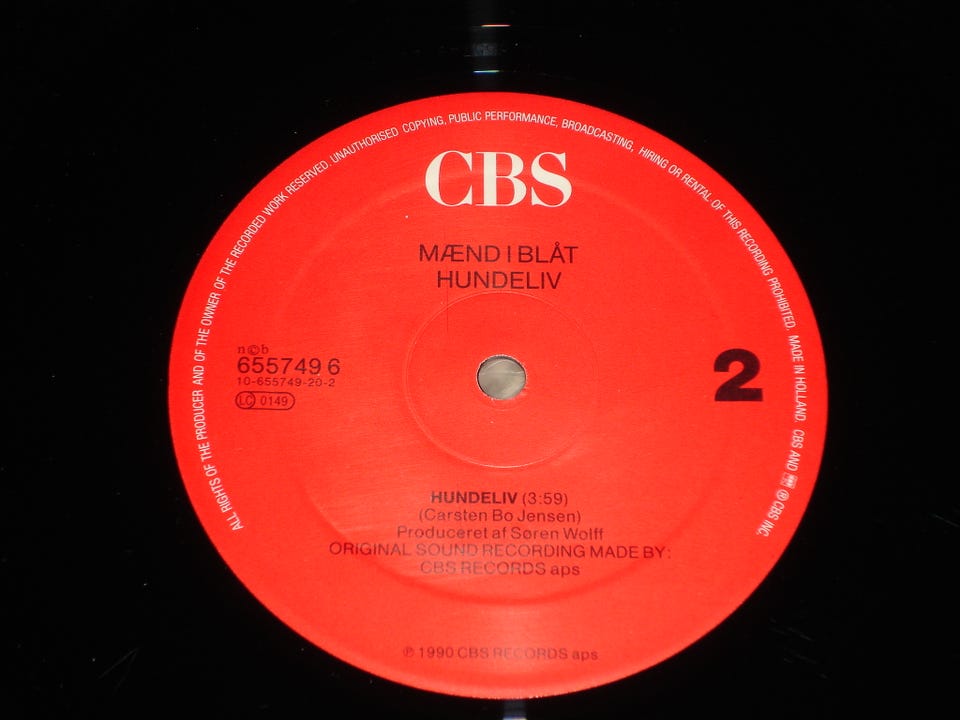 ALL RIGHTS OF THE PRODUCER AND OF THE OWNER OF THE RECORDED WORK RESERVED. UNAUTHORISED COPYING, PUBLIC PERFORMANCE, BROADCASTING, HIRING OR RENTAL OF THIS RECORDING PROHIBITED. MADE IN HOLLAND. CBS AND ℗ CBS INC.
CBS
MÆND I BLÅT
HUNDELIV
n©b
655749 6
10-655749-20-2
LC 0149
2
HUNDELIV (3:59)
(Carsten Bo Jensen)
Produceret af Søren Wolff
ORIGINAL SOUND RECORDING MADE BY:
CBS RECORDS aps
℗ 1990 CBS RECORDS aps